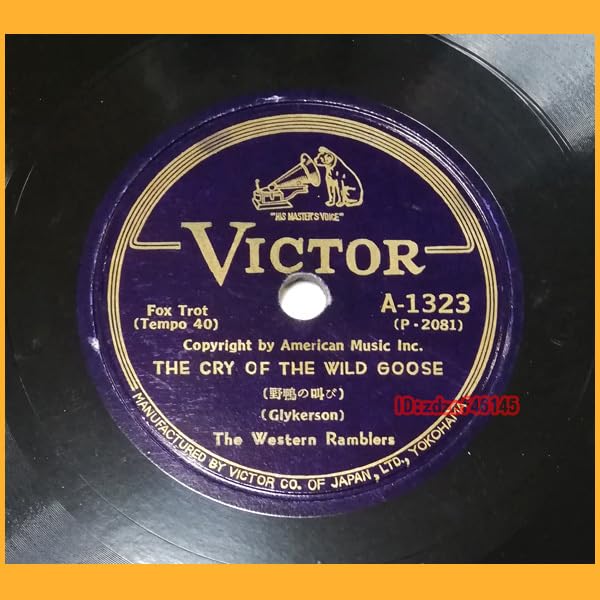 "HIS MASTER'S VOICE"
VICTOR
Fox Trot
(Tempo 40)
A-1323
(P-2081)
Copyright by American Music Inc.
THE CRY OF THE WILD GOOSE
(野鴨の叫び)
(Glykerson)
The Western Ramblers
MANUFACTURED BY VICTOR CO. OF JAPAN, LTD., YOKOHAMA